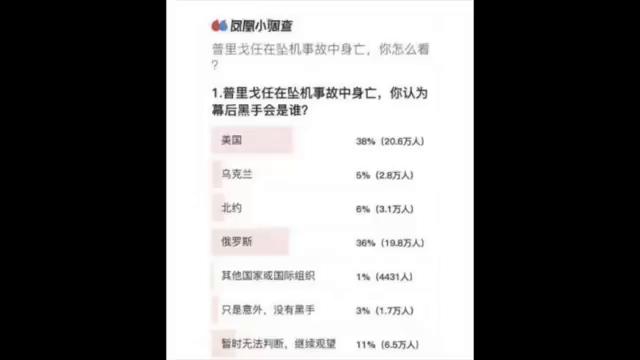 凤凰小调查
普里戈任在坠机事故中身亡，你怎么看
？
1.普里戈任在坠机事故中身亡，你认为
幕后黑手会是谁？
美国 38%（20.6万人）
乌克兰 5%（2.8万人）
北约 6%（3.1万人）
俄罗斯 36%（19.8万人）
其他国家或国际组织 1%（4431人）
只是意外，没有黑手 3%（1.7万人）
暂时无法判断，继续观望 11%（6.5万人）